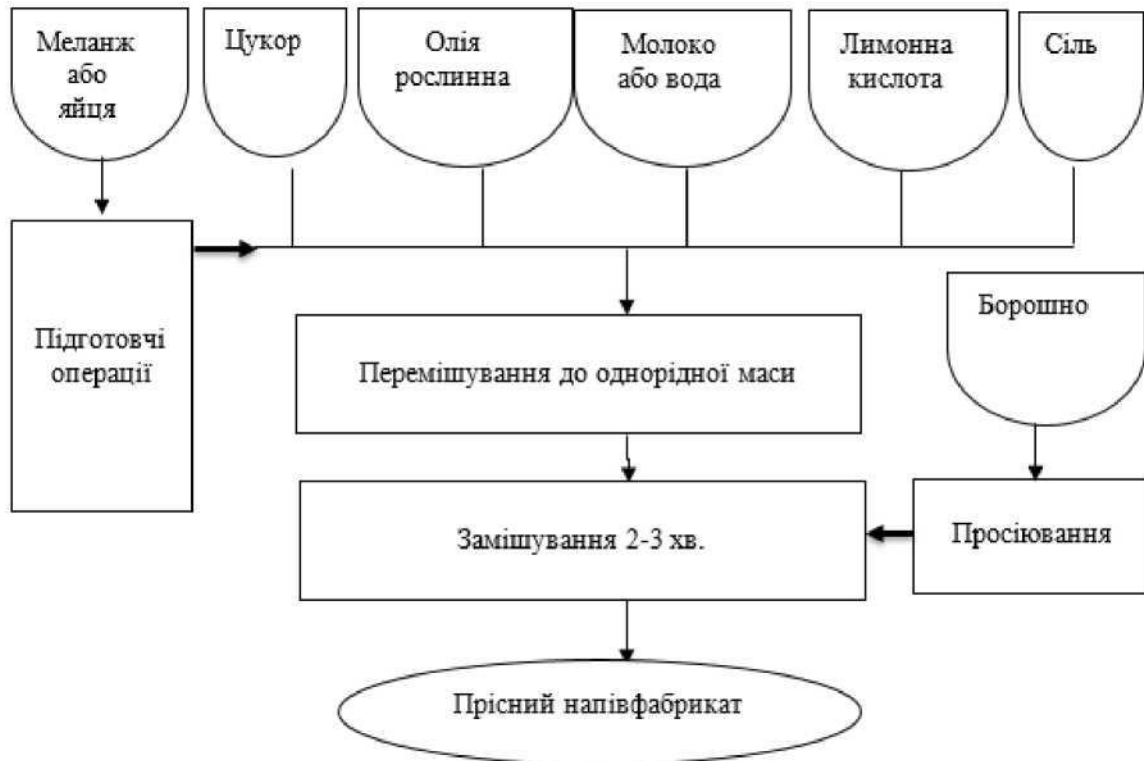 Меланж
або
яйця
Цукор
Олія
рослинна
Молоко
або вода
Лимонна
кислота
Сіль
Підготовчі
операції
Борошно
Перемішування до однорідної маси
Замішування 2-3 хв.
Просіювання
Прісний напівфабрикат